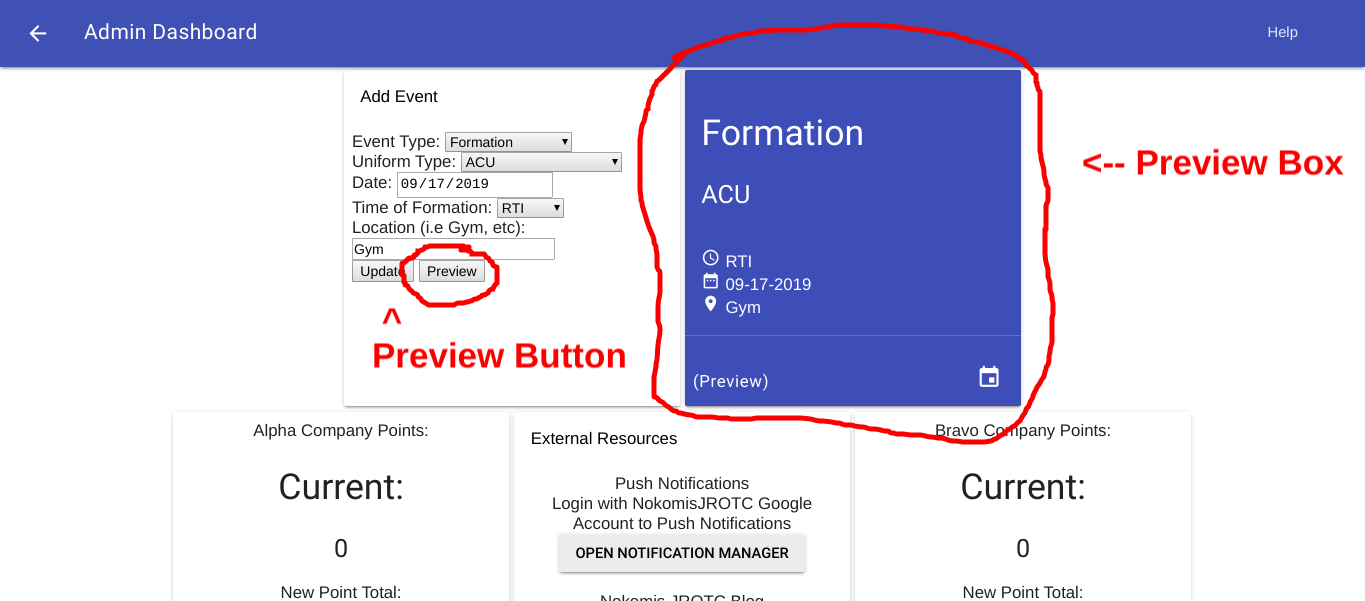 Admin Dashboard
Help
Add Event
Event Type: Formation
Uniform Type: ACU
Date: 09/17/2019
Time of Formation: RTI
Location (i.e Gym, etc):
Gym
Update Preview
^
Preview Button
Formation
ACU
RTI
09-17-2019
Gym
(Preview)
<-- Preview Box
Alpha Company Points:
Current:
0
New Point Total:
External Resources
Push Notifications
Login with NokomisJROTC Google
Account to Push Notifications
OPEN NOTIFICATION MANAGER
Nokomis JROTC Blog
Bravo Company Points:
Current:
0
New Point Total: